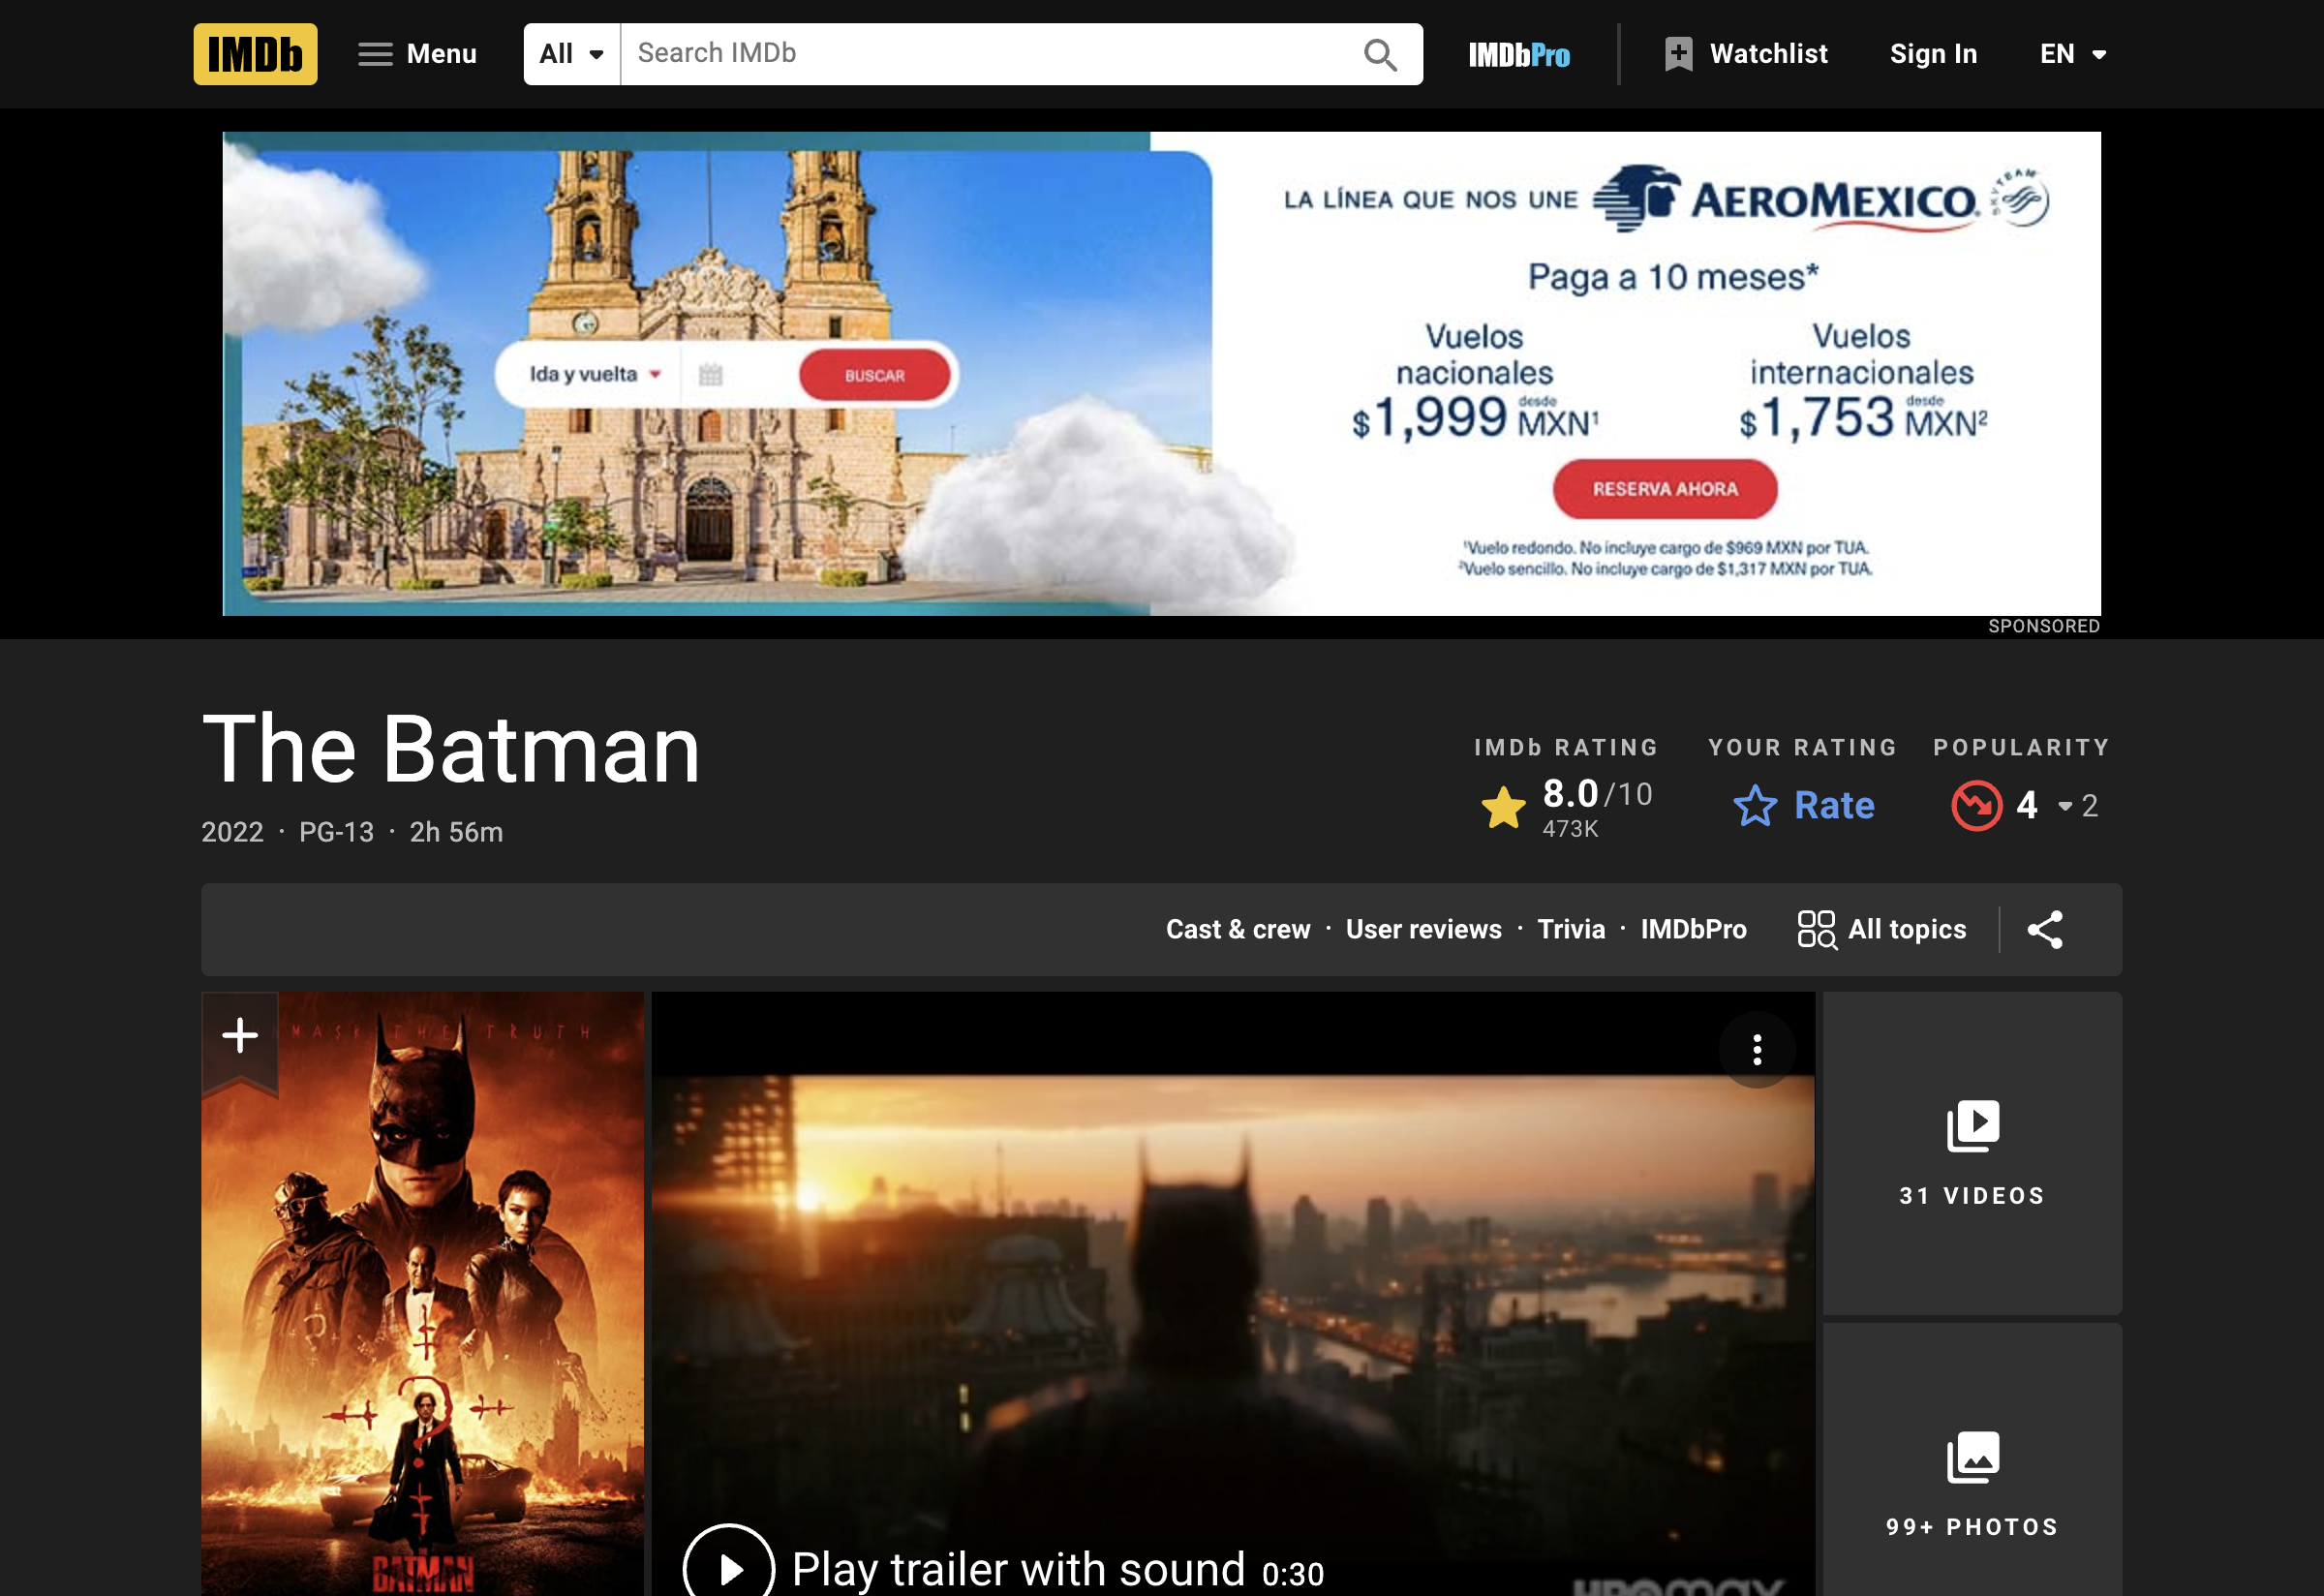 IMDb
Menu
All
Search IMDb
IMDbPro
Watchlist
Sign In
EN
LA LÍNEA QUE NOS UNE
AEROMEXICO
SKYTEAM
Paga a 10 meses*
Vuelos
nacionales
desde
$1,999 MXN¹
Vuelos
internacionales
desde
$1,753 MXN²
Ida y vuelta
BUSCAR
RESERVA AHORA
¹Vuelo redondo. No incluye cargo de $969 MXN por TUA.
²Vuelo sencillo. No incluye cargo de $1,317 MXN por TUA.
SPONSORED
The Batman
2022 · PG-13 · 2h 56m
IMDb RATING
8.0/10
473K
YOUR RATING
Rate
POPULARITY
4
2
Cast & crew · User reviews · Trivia · IMDbPro
All topics
MASK THE TRUTH
BATMAN
31 VIDEOS
99+ PHOTOS
Play trailer with sound 0:30
HBOmax